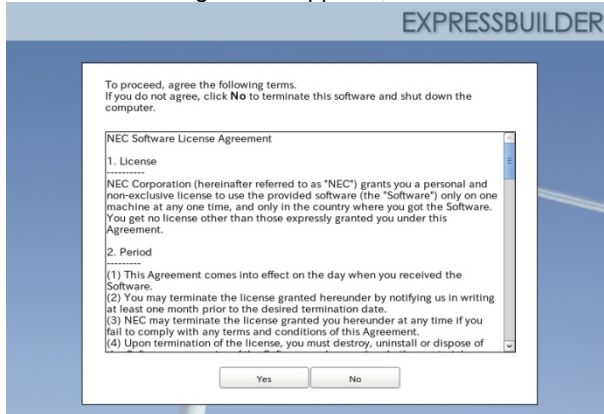 EXPRESSBUILDER
To proceed, agree the following terms.
If you do not agree, click No to terminate this software and shut down the
computer.
NEC Software License Agreement
1. License
----------
NEC Corporation (hereinafter referred to as "NEC") grants you a personal and
non-exclusive license to use the provided software (the "Software") only on one
machine at any one time, and only in the country where you got the Software.
You get no license other than those expressly granted you under this
Agreement.
2. Period
---------
(1) This Agreement comes into effect on the day when you received the
Software.
(2) You may terminate the license granted hereunder by notifying us in writing
at least one month prior to the desired termination date.
(3) NEC may terminate the license granted you hereunder at any time if you
fail to comply with any terms and conditions of this Agreement.
(4) Upon termination of the license, you must destroy, uninstall or dispose of
Yes No